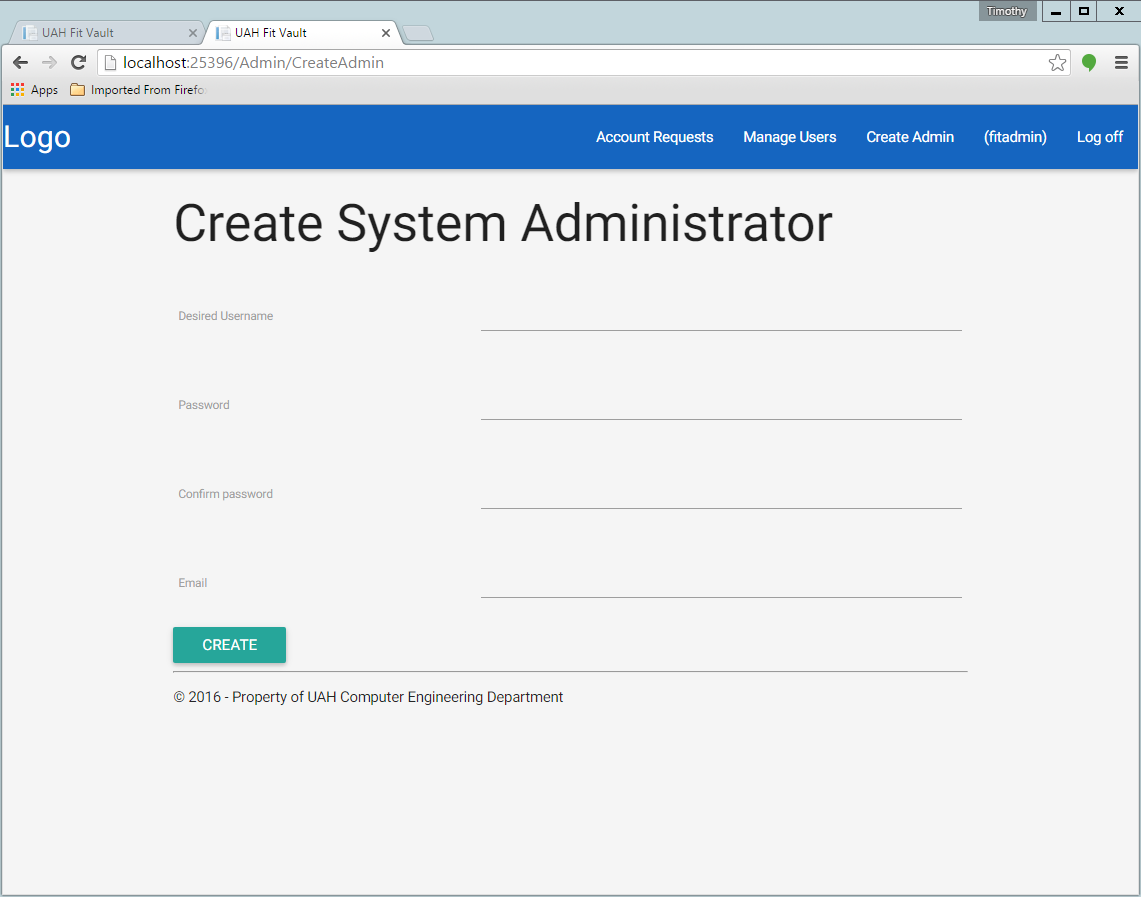 Timothy
UAH Fit Vault
UAH Fit Vault
localhost:25396/Admin/CreateAdmin
Apps Imported From Firefo
Logo Account Requests Manage Users Create Admin (fitadmin) Log off
Create System Administrator
Desired Username
Password
Confirm password
Email
CREATE
© 2016 - Property of UAH Computer Engineering Department